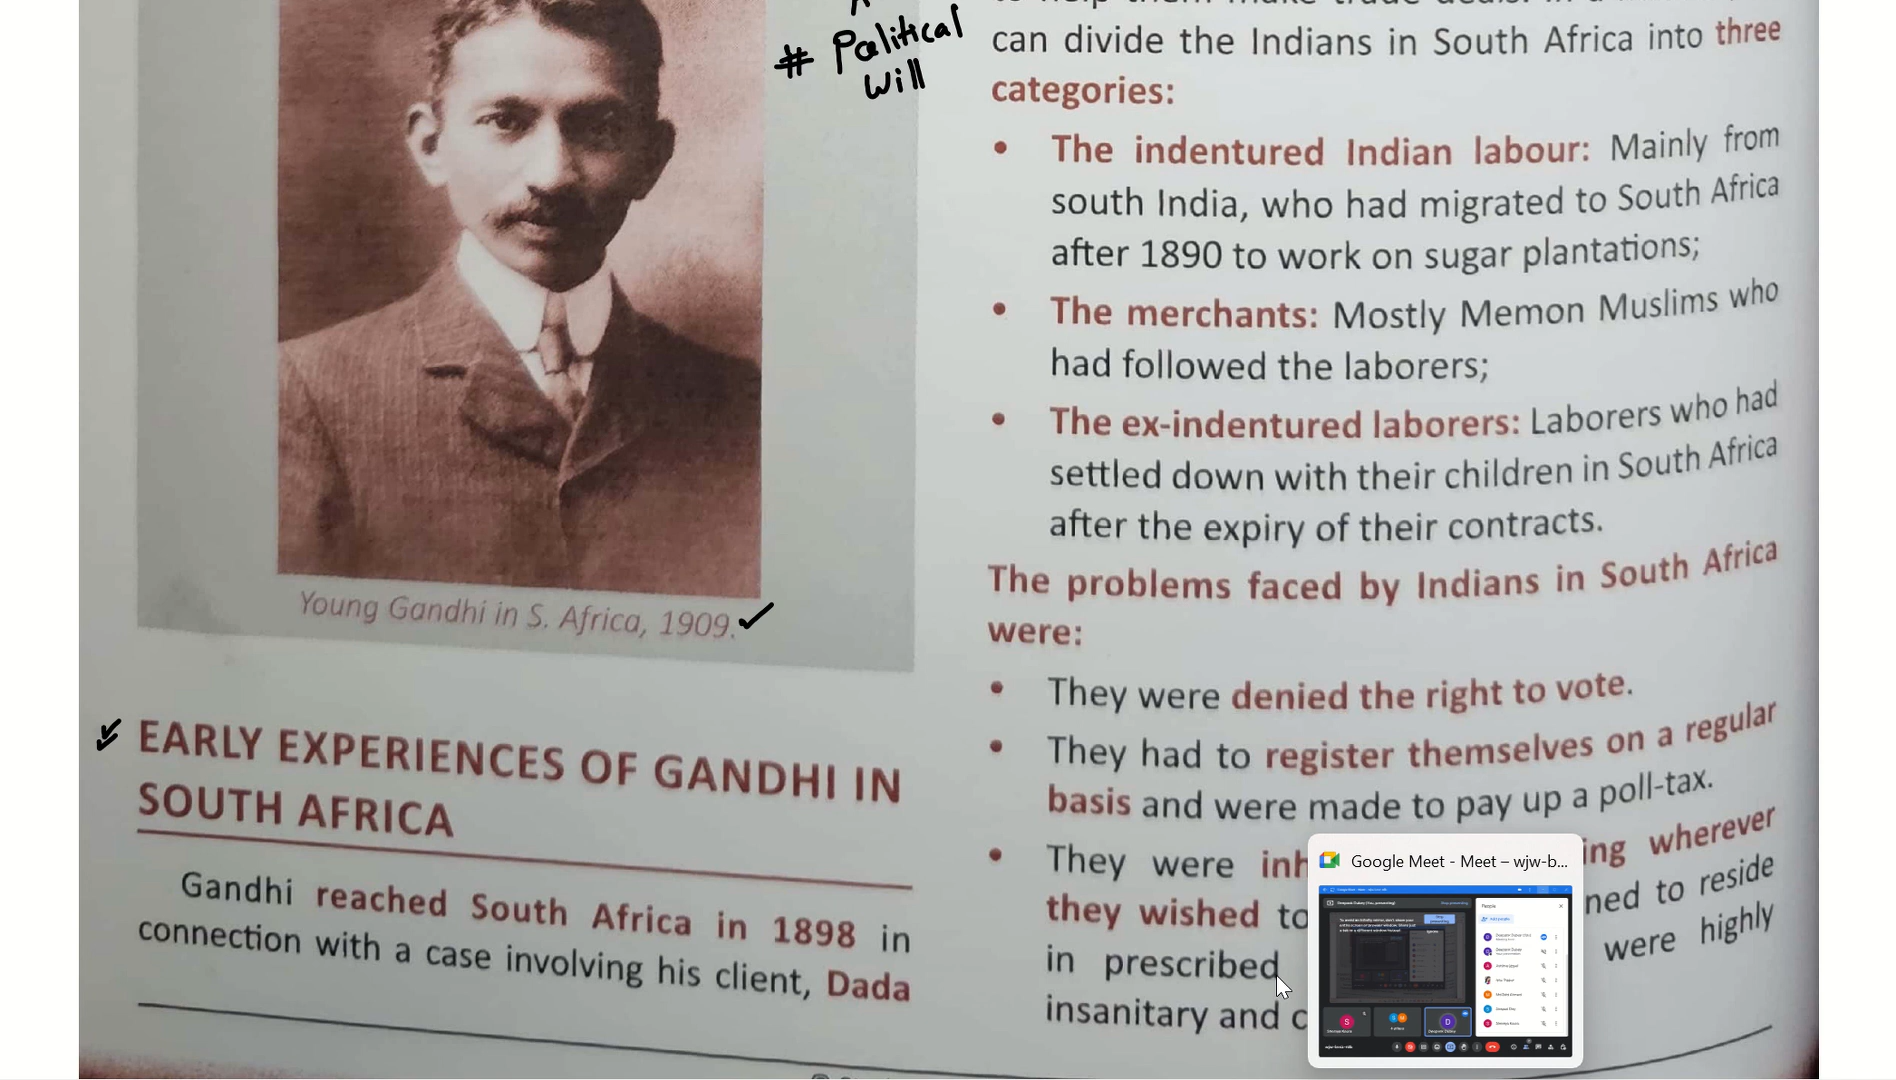 # Political
Will
Young Gandhi in S. Africa, 1909.
EARLY EXPERIENCES OF GANDHI IN
SOUTH AFRICA
Gandhi reached South Africa in 1898 in
connection with a case involving his client, Dada
can divide the Indians in South Africa into three
categories:
• The indentured Indian labour: Mainly from
south India, who had migrated to South Africa
after 1890 to work on sugar plantations;
• The merchants: Mostly Memon Muslims who
had followed the laborers;
• The ex-indentured laborers: Laborers who had
settled down with their children in South Africa
after the expiry of their contracts.
The problems faced by Indians in South Africa
were:
• They were denied the right to vote.
• They had to register themselves on a regular
basis and were made to pay up a poll-tax.
• They were inh ing wherever
they wished to ned to reside
in prescribed were highly
insanitary and c
Google Meet - Meet – wjw-b...
People
Add people